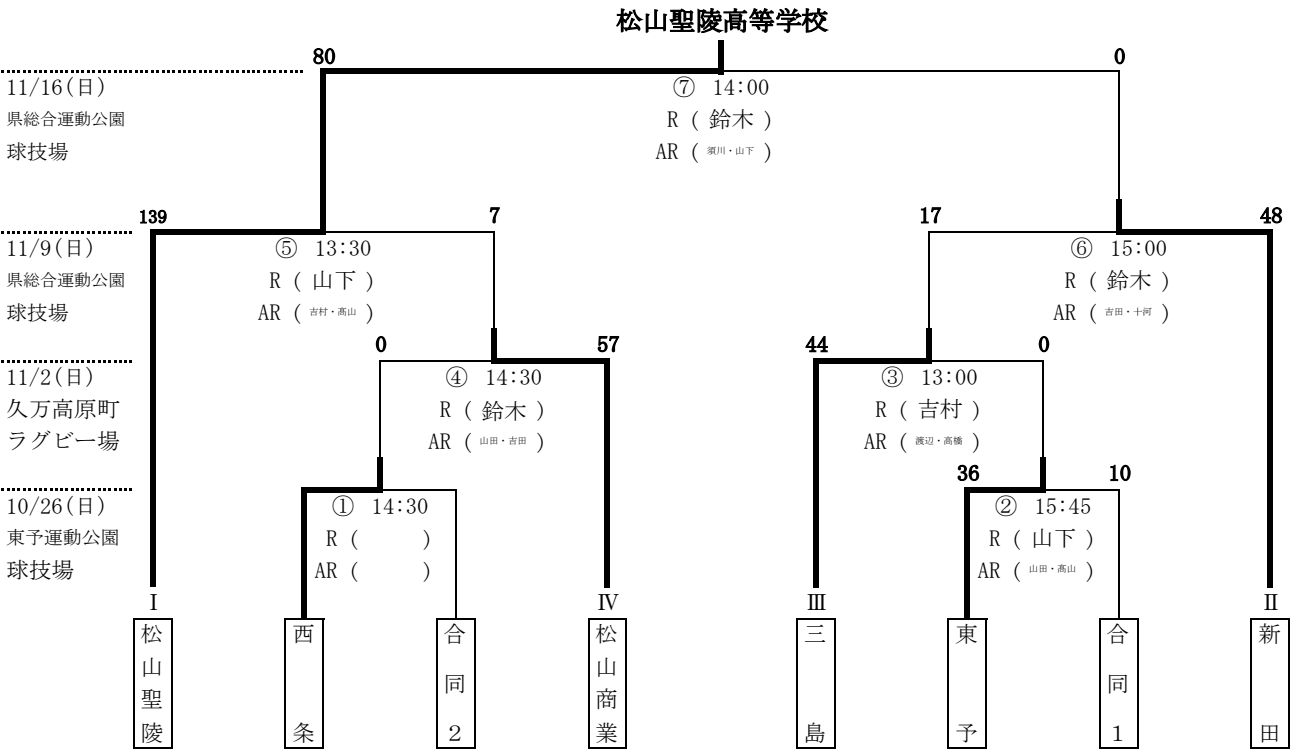 松山聖陵高等学校
80
0
11/16(日)
県総合運動公園
球技場
⑦ 14:00
R ( 鈴木 )
AR ( 須川・山下 )
139
7
17
48
11/9(日)
県総合運動公園
球技場
⑤ 13:30
R ( 山下 )
AR ( 吉村・髙山 )
⑥ 15:00
R ( 鈴木 )
AR ( 吉田・十河 )
0
57
44
0
11/2(日)
久万高原町
ラグビー場
④ 14:30
R ( 鈴木 )
AR ( 山田・吉田 )
③ 13:00
R ( 吉村 )
AR ( 渡辺・高橋 )
36
10
10/26(日)
東予運動公園
球技場
① 14:30
R ( )
AR ( )
② 15:45
R ( 山下 )
AR ( 山田・髙山 )
Ⅰ
Ⅳ
Ⅲ
Ⅱ
松山聖陵
西条
合同2
松山商業
三島
東予
合同1
新田